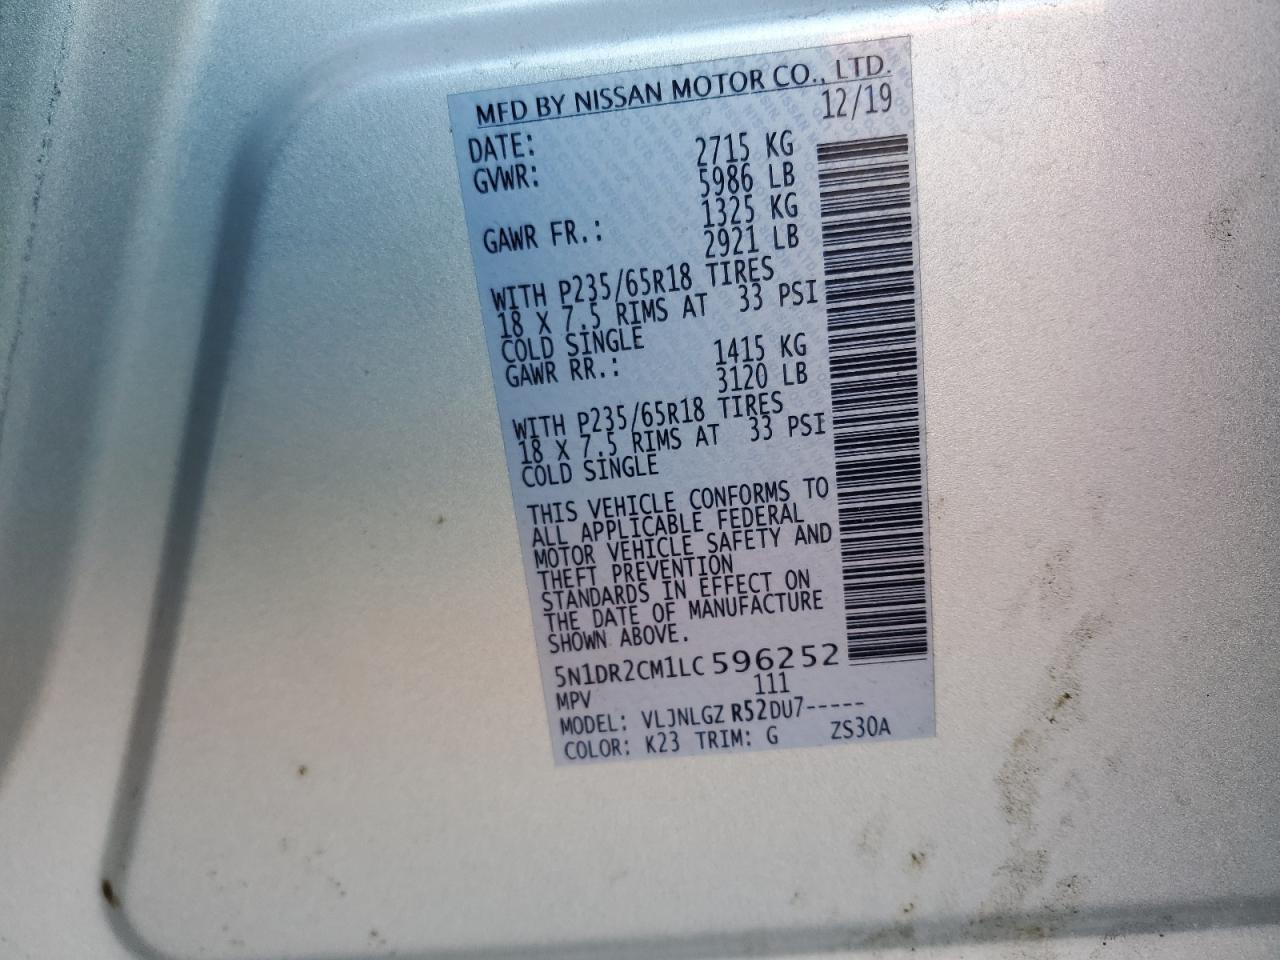 MFD BY NISSAN MOTOR CO., LTD.
DATE: 12/19
GVWR: 2715 KG
5986 LB
GAWR FR.: 1325 KG
2921 LB
WITH P235/65R18 TIRES
18 X 7.5 RIMS AT 33 PSI
COLD SINGLE
GAWR RR.: 1415 KG
3120 LB
WITH P235/65R18 TIRES
18 X 7.5 RIMS AT 33 PSI
COLD SINGLE
THIS VEHICLE CONFORMS TO
ALL APPLICABLE FEDERAL
MOTOR VEHICLE SAFETY AND
THEFT PREVENTION
STANDARDS IN EFFECT ON
THE DATE OF MANUFACTURE
SHOWN ABOVE.
5N1DR2CM1LC596252
MPV 111
MODEL: VLJNLGZ R52DU7-----
COLOR: K23 TRIM: G ZS30A